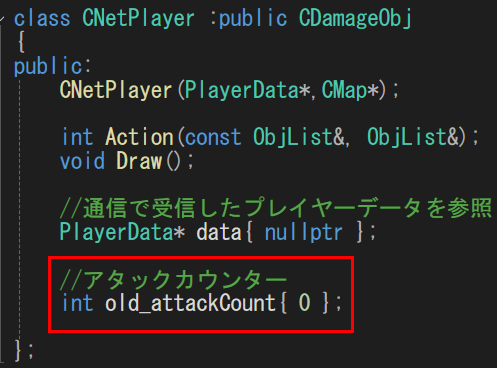 class CNetPlayer :public CDamageObj
{
public:
CNetPlayer(PlayerData*,CMap*);
int Action(const ObjList&, ObjList&);
void Draw();
//通信で受信したプレイヤーデータを参照
PlayerData* data{ nullptr };
//アタックカウンター
int old_attackCount{ 0 };
};